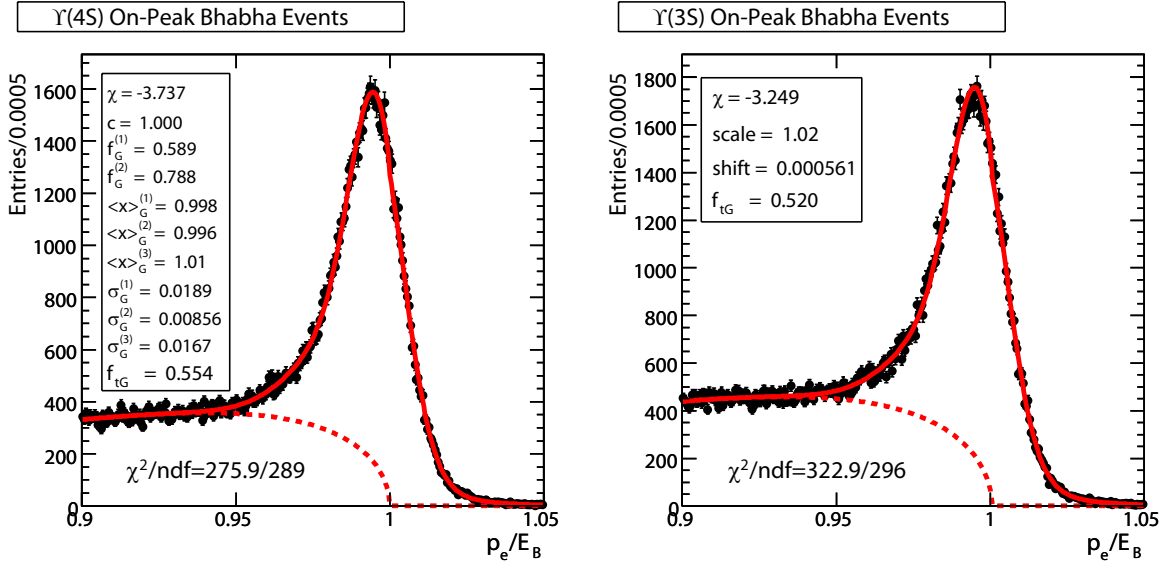 ϒ(4S) On-Peak Bhabha Events
Entries/0.0005
1600
1400
1200
1000
800
600
400
200
0
χ = -3.737
c = 1.000
f_G^(1) = 0.589
f_G^(2) = 0.788
<x>_G^(1) = 0.998
<x>_G^(2) = 0.996
<x>_G^(3) = 1.01
σ_G^(1) = 0.0189
σ_G^(2) = 0.00856
σ_G^(3) = 0.0167
f_tG = 0.554
χ²/ndf=275.9/289
0.9 0.95 1 1.05
p_e/E_B
ϒ(3S) On-Peak Bhabha Events
Entries/0.0005
1800
1600
1400
1200
1000
800
600
400
200
0
χ = -3.249
scale = 1.02
shift = 0.000561
f_tG = 0.520
χ²/ndf=322.9/296
0.9 0.95 1 1.05
p_e/E_B